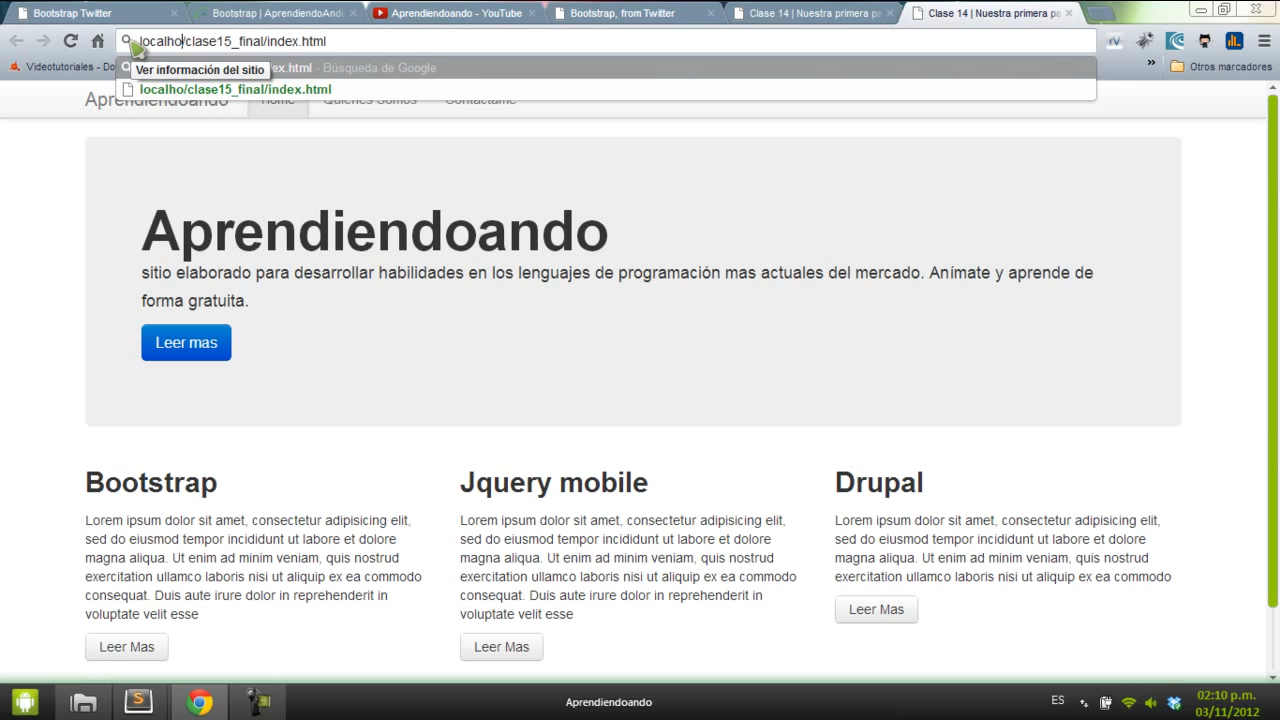 Bootstrap Twitter
Bootstrap | AprendiendoAndo
Aprendiendoando - YouTube
Bootstrap, from Twitter
Clase 14 | Nuestra primera pa
Clase 14 | Nuestra primera pa
localho/clase15_final/index.html
Videotutoriales - Do
Ver información del sitio
ex.html - Búsqueda de Google
Otros marcadores
localho/clase15_final/index.html
Aprendiendoando
Home
Quienes Somos
Contactame
Aprendiendoando
sitio elaborado para desarrollar habilidades en los lenguajes de programación mas actuales del mercado. Anímate y aprende de
forma gratuita.
Leer mas
Bootstrap
Lorem ipsum dolor sit amet, consectetur adipisicing elit,
sed do eiusmod tempor incididunt ut labore et dolore
magna aliqua. Ut enim ad minim veniam, quis nostrud
exercitation ullamco laboris nisi ut aliquip ex ea commodo
consequat. Duis aute irure dolor in reprehenderit in
voluptate velit esse
Leer Mas
Jquery mobile
Lorem ipsum dolor sit amet, consectetur adipisicing elit,
sed do eiusmod tempor incididunt ut labore et dolore
magna aliqua. Ut enim ad minim veniam, quis nostrud
exercitation ullamco laboris nisi ut aliquip ex ea commodo
consequat. Duis aute irure dolor in reprehenderit in
voluptate velit esse
Leer Mas
Drupal
Lorem ipsum dolor sit amet, consectetur adipisicing elit,
sed do eiusmod tempor incididunt ut labore et dolore
magna aliqua. Ut enim ad minim veniam, quis nostrud
exercitation ullamco laboris nisi ut aliquip ex ea commodo
Leer Mas
Aprendiendoando
ES
02:10 p.m.
03/11/2012